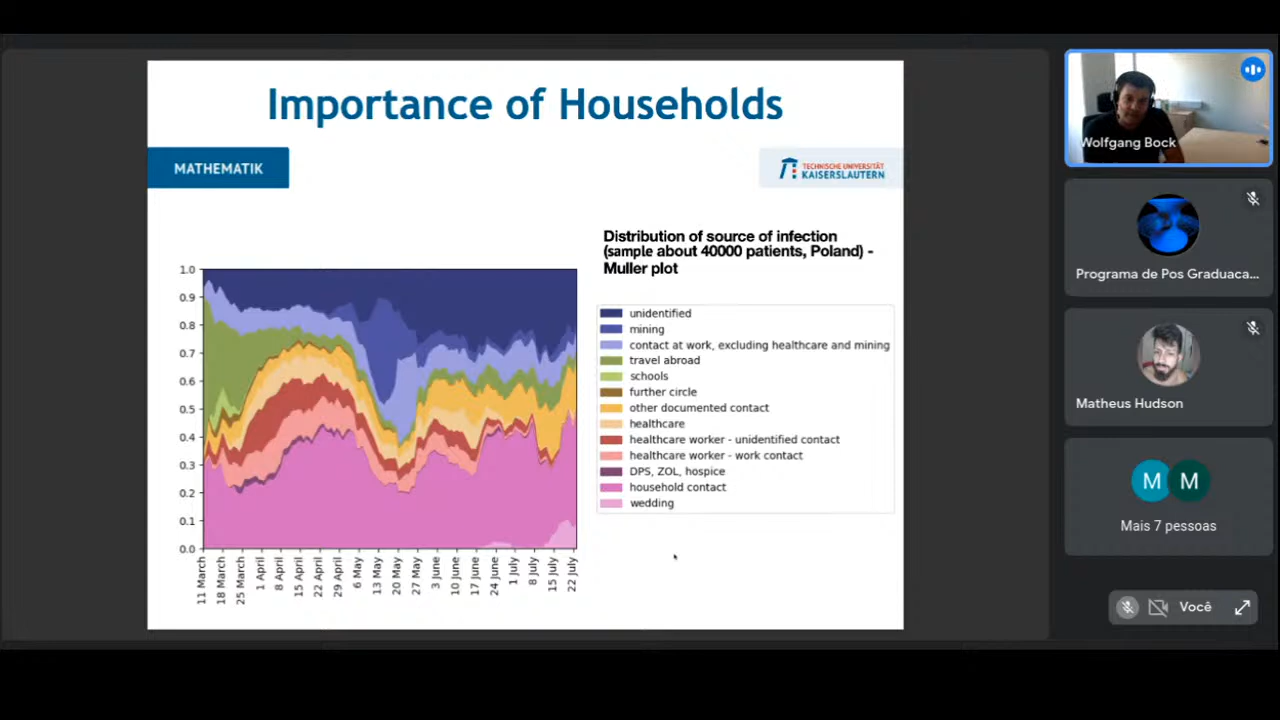 Importance of Households
MATHEMATIK
TECHNISCHE UNIVERSITÄT
KAISERSLAUTERN
Distribution of source of infection
(sample about 40000 patients, Poland) -
Muller plot
1.0
0.9
0.8
0.7
0.6
0.5
0.4
0.3
0.2
0.1
0.0
11 March
18 March
25 March
1 April
8 April
15 April
22 April
29 April
6 May
13 May
20 May
27 May
3 June
10 June
17 June
24 June
1 July
8 July
15 July
22 July
unidentified
mining
contact at work, excluding healthcare and mining
travel abroad
schools
further circle
other documented contact
healthcare
healthcare worker - unidentified contact
healthcare worker - work contact
DPS, ZOL, hospice
household contact
wedding
Wolfgang Bock
Programa de Pos Graduaca...
Matheus Hudson
M M
Mais 7 pessoas
Você